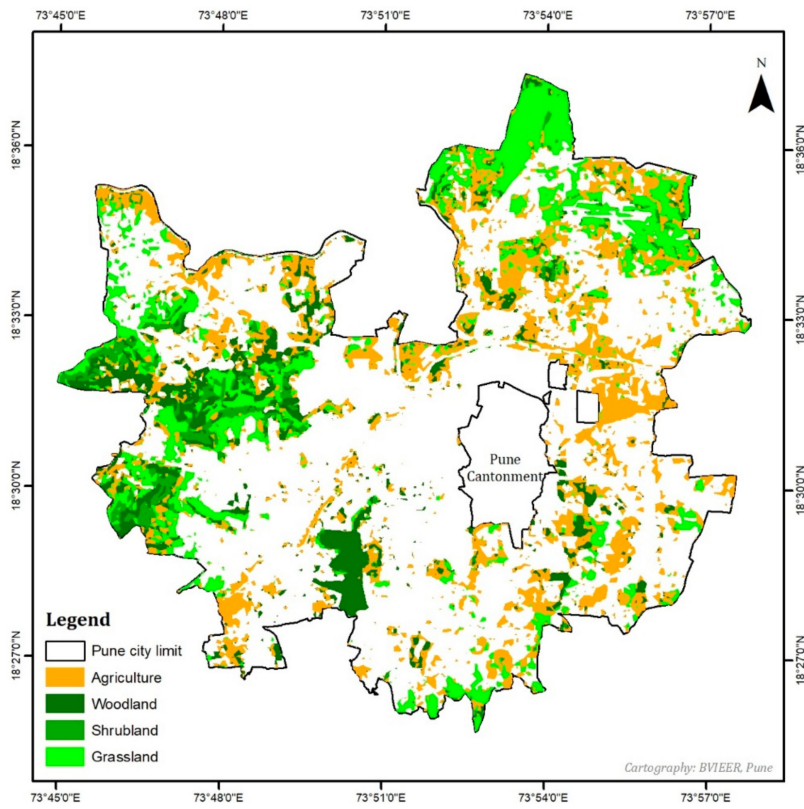 73°45'0"E 73°48'0"E 73°51'0"E 73°54'0"E 73°57'0"E
N
18°36'0"N 18°36'0"N
18°33'0"N 18°33'0"N
Pune
Cantonment
18°30'0"N 18°30'0"N
Legend
Pune city limit
18°27'0"N 18°27'0"N
Agriculture
Woodland
Shrubland
Grassland
Cartography: BVIEER, Pune
73°45'0"E 73°48'0"E 73°51'0"E 73°54'0"E 73°57'0"E